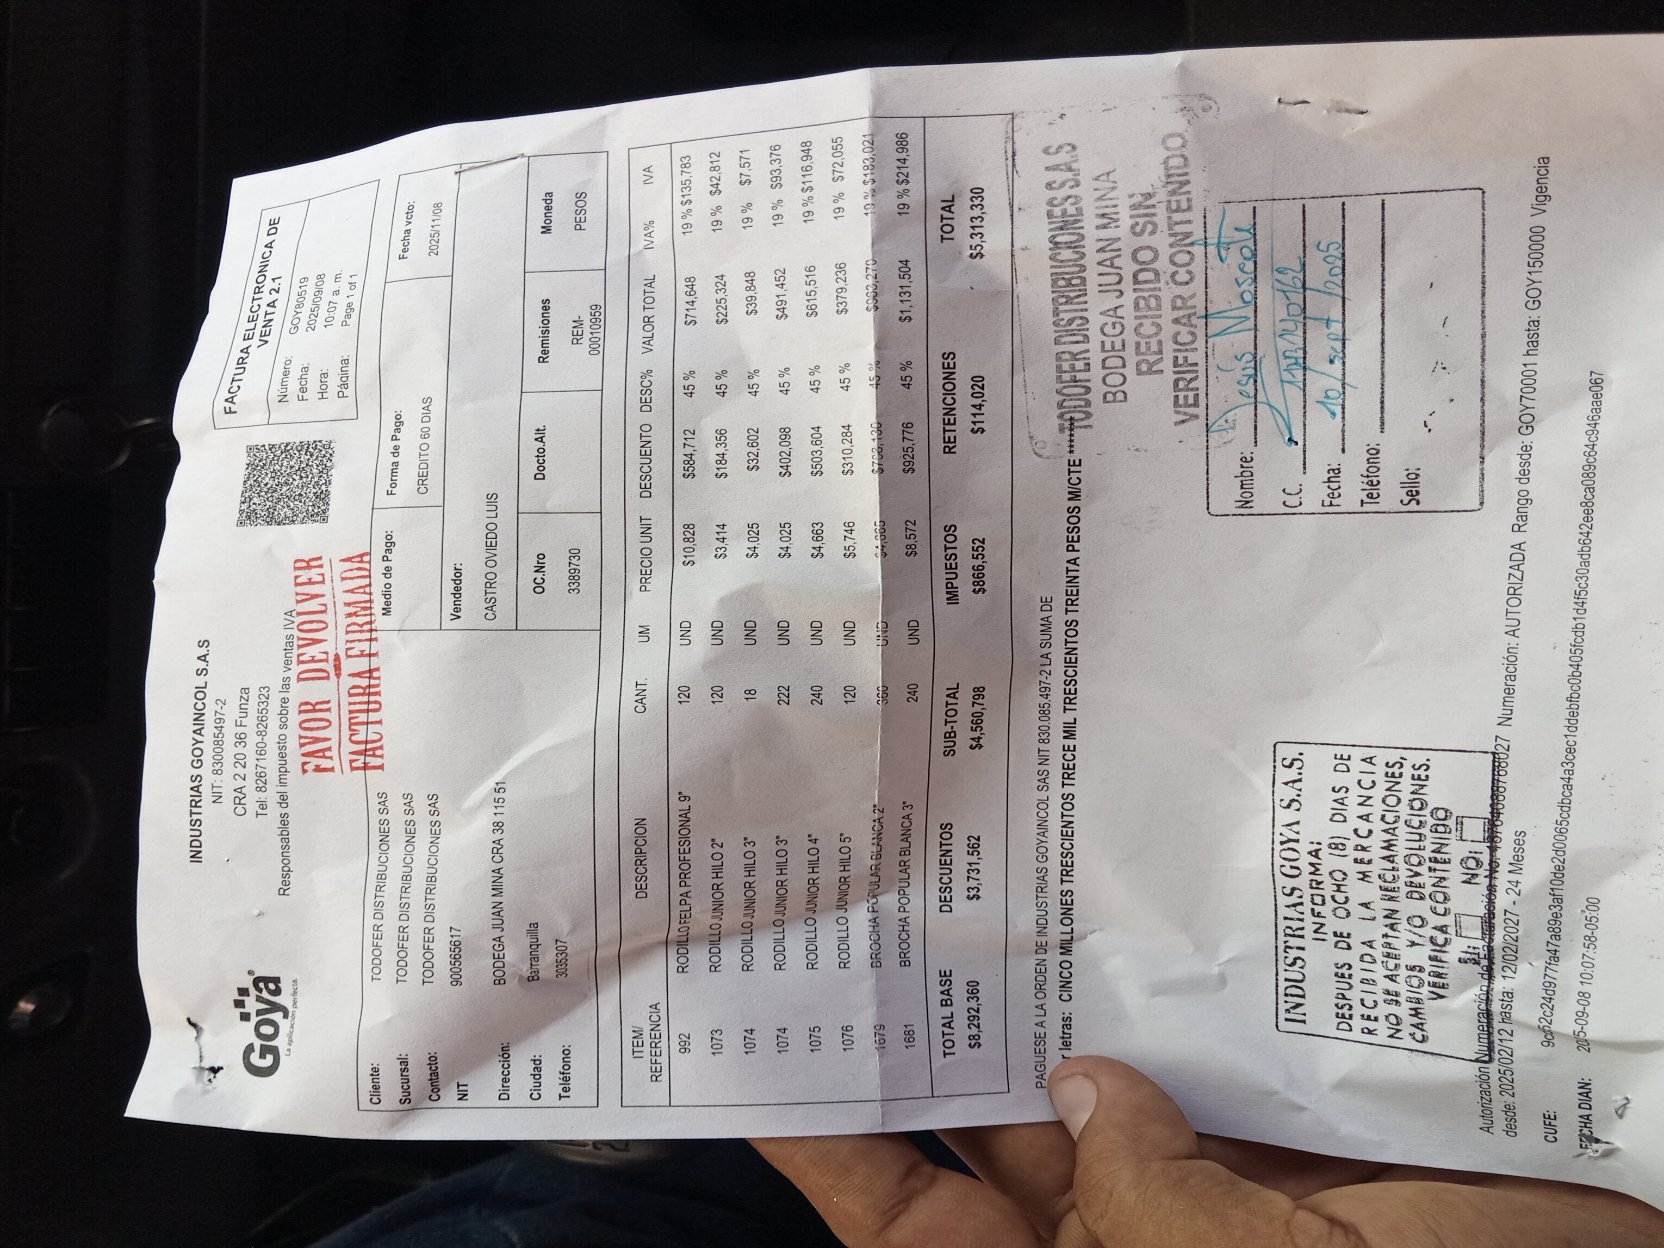 INDUSTRIAS GOYAINCOL S.A.S
NIT: 830085497-2
CRA 2 20 36 Funza
Tel: 8267160-8265323
Responsables del impuesto sobre las ventas IVA
Goya®
La aplicación perfecta.
FAVOR DEVOLVER
FACTURA FIRMADA
FACTURA ELECTRONICA DE
VENTA 2.1
Número: GOY80519
Fecha: 2025/09/08
Hora: 10:07 a. m.
Página: Page 1 of 1
Cliente: TODOFER DISTRIBUCIONES SAS
Sucursal: TODOFER DISTRIBUCIONES SAS
Contacto: TODOFER DISTRIBUCIONES SAS
NIT 900565617
Dirección: BODEGA JUAN MINA CRA 38 115 51
Ciudad: Barranquilla
Teléfono: 3035307
Medio de Pago: Forma de Pago: Fecha vcto:
CREDITO 60 DIAS 2025/11/08
Vendedor:
CASTRO OVIEDO LUIS
OC.Nro Docto.Alt. Remisiones Moneda
3389730 REM-00010959 PESOS
ITEM/ REFERENCIA DESCRIPCION CANT. UM PRECIO UNIT DESCUENTO DESC% VALOR TOTAL IVA% IVA
992 RODILLO FELPA PROFESIONAL 9" 120 UND $10,828 $584,712 45 % $714,648 19 % $135,783
1073 RODILLO JUNIOR HILO 2" 120 UND $3,414 $184,356 45 % $225,324 19 % $42,812
1074 RODILLO JUNIOR HILO 3" 18 UND $4,025 $32,602 45 % $39,848 19 % $7,571
1074 RODILLO JUNIOR HILO 3" 222 UND $4,025 $402,098 45 % $491,452 19 % $93,376
1075 RODILLO JUNIOR HILO 4" 240 UND $4,663 $503,604 45 % $615,516 19 % $116,948
1076 RODILLO JUNIOR HILO 5" 120 UND $5,746 $310,284 45 % $379,236 19 % $72,055
1679 BROCHA POPULAR BLANCA 2" 360 UND 45 % 19 % $183,021
1681 BROCHA POPULAR BLANCA 3" 240 UND $8,572 $925,776 45 % $1,131,504 19 % $214,986
TOTAL BASE DESCUENTOS SUB-TOTAL IMPUESTOS RETENCIONES TOTAL
$8,292,360 $3,731,562 $4,560,798 $866,552 $114,020 $5,313,330
PAGUESE A LA ORDEN DE INDUSTRIAS GOYAINCOL SAS NIT 830.085.497-2 LA SUMA DE
r letras: CINCO MILLONES TRESCIENTOS TRECE MIL TRESCIENTOS TREINTA PESOS M/CTE ******
TODOFER DISTRIBUCIONES S.A.S
BODEGA JUAN MINA
RECIBIDO SIN
VERIFICAR CONTENIDO
Nombre: Jesús Moscote
C.C.
Fecha: 10/sept/2025
Teléfono:
Sello:
INDUSTRIAS GOYA S.A.S.
INFORMA:
DESPUES DE OCHO (8) DIAS DE
RECIBIDA LA MERCANCIA
NO SE ACEPTAN RECLAMACIONES,
CAMBIOS Y/O DEVOLUCIONES.
VERIFICA CONTENIDO
SI: NO:
Autorización Numeración de Facturación No. Numeración: AUTORIZADA Rango desde: GOY70001 hasta: GOY150000 Vigencia
desde: 2025/02/12 hasta: 12/02/2027 - 24 Meses
CUFE:
FECHA DIAN: 10:07:58-05:00